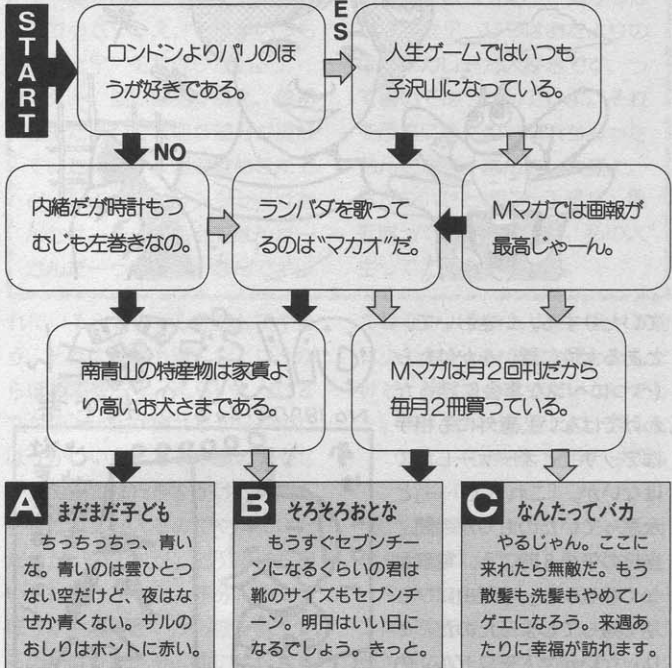 START
ロンドンよりパリのほ
うが好きである。
ES
人生ゲームではいつも
子沢山になっている。
NO
内緒だが時計もつ
むじも左巻きなの。
ランバダを歌って
るのは"マカオ"だ。
Mマガでは画報が
最高じゃーん。
南青山の特産物は家賃よ
り高いお犬さまである。
Mマガは月2回刊だから
毎月2冊買っている。
A まだまだ子ども
ちっちっちっ、青い
な。青いのは雲ひとつ
ない空だけど、夜はな
ぜか青くない。サルの
おしりはホントに赤い。
B そろそろおとな
もうすぐセブンチー
ンになるくらいの君は
靴のサイズもセブンチ
ーン。明日はいい日に
なるでしょう。きっと。
C なんたってバカ
やるじゃん。ここに
来れたら無敵だ。もう
散髪も洗髪もやめてレ
ゲエになろう。来週あ
たりに幸福が訪れます。